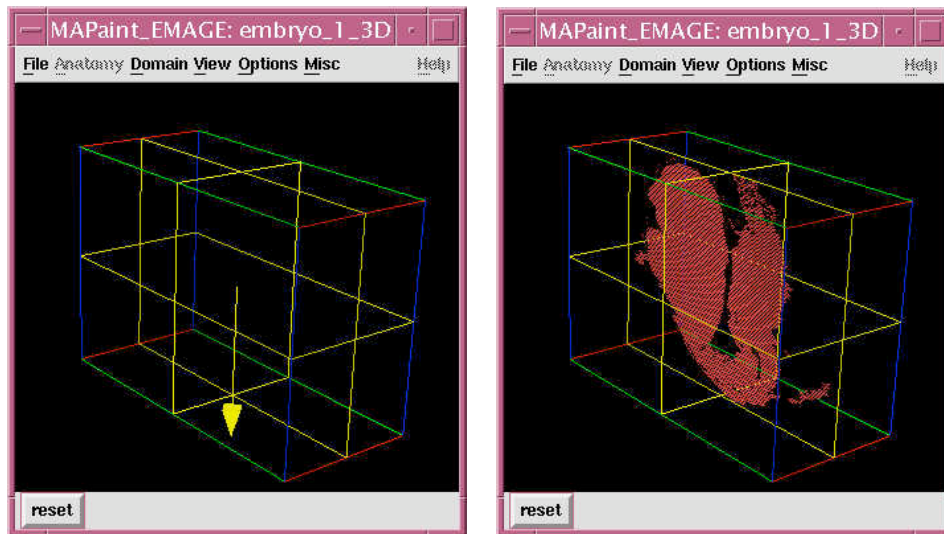 MAPaint_EMAGE: embryo_1_3D
File Anatomy Domain View Options Misc Help
reset
MAPaint_EMAGE: embryo_1_3D
File Anatomy Domain View Options Misc Help
reset